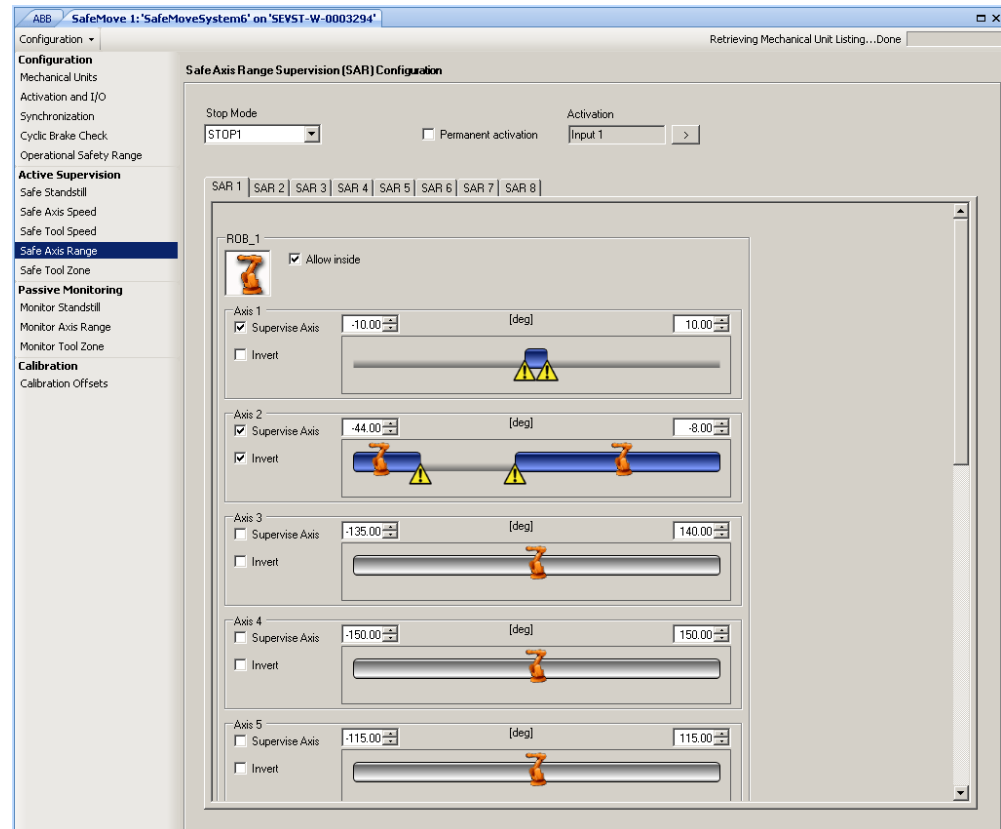 ABB SafeMove 1: 'SafeMoveSystem6' on 'SEVST-W-0003294'
Configuration Retrieving Mechanical Unit Listing...Done
Configuration
Mechanical Units
Activation and I/O
Synchronization
Cyclic Brake Check
Operational Safety Range
Active Supervision
Safe Standstill
Safe Axis Speed
Safe Tool Speed
Safe Axis Range
Safe Tool Zone
Passive Monitoring
Monitor Standstill
Monitor Axis Range
Monitor Tool Zone
Calibration
Calibration Offsets
Safe Axis Range Supervision (SAR) Configuration
Stop Mode Activation
STOP1 Permanent activation Input 1 >
SAR 1 SAR 2 SAR 3 SAR 4 SAR 5 SAR 6 SAR 7 SAR 8
ROB_1
Allow inside
Axis 1
Supervise Axis -10.00 [deg] 10.00
Invert
Axis 2
Supervise Axis -44.00 [deg] -8.00
Invert
Axis 3
Supervise Axis -135.00 [deg] 140.00
Invert
Axis 4
Supervise Axis -150.00 [deg] 150.00
Invert
Axis 5
Supervise Axis -115.00 [deg] 115.00
Invert